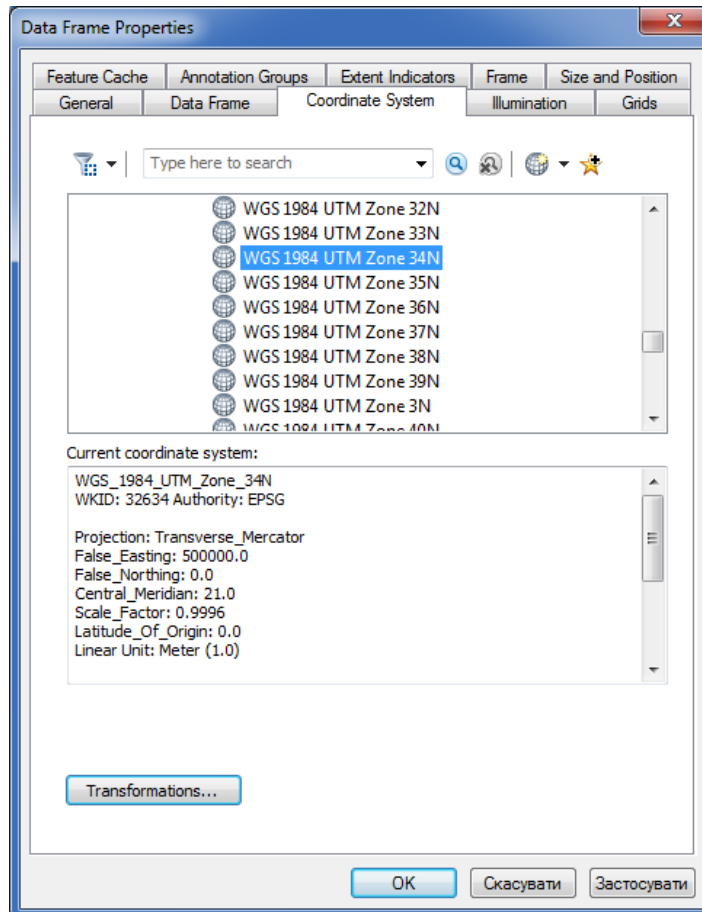 Data Frame Properties
Feature Cache Annotation Groups Extent Indicators Frame Size and Position
General Data Frame Coordinate System Illumination Grids
Type here to search
WGS 1984 UTM Zone 32N
WGS 1984 UTM Zone 33N
WGS 1984 UTM Zone 34N
WGS 1984 UTM Zone 35N
WGS 1984 UTM Zone 36N
WGS 1984 UTM Zone 37N
WGS 1984 UTM Zone 38N
WGS 1984 UTM Zone 39N
WGS 1984 UTM Zone 3N
WGS 1984 UTM Zone 40N
Current coordinate system:
WGS_1984_UTM_Zone_34N
WKID: 32634 Authority: EPSG
Projection: Transverse_Mercator
False_Easting: 500000.0
False_Northing: 0.0
Central_Meridian: 21.0
Scale_Factor: 0.9996
Latitude_Of_Origin: 0.0
Linear Unit: Meter (1.0)
Transformations...
OK Скасувати Застосувати